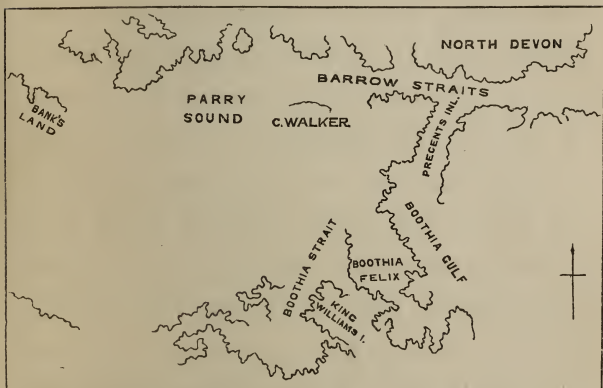 NORTH DEVON
BARROW STRAITS
PARRY
SOUND
C. WALKER.
BANK'S
LAND
PRECENTS INL.
BOOTHIA GULF
BOOTHIA STRAIT
BOOTHIA
FELIX
KING
WILLIAMS I.